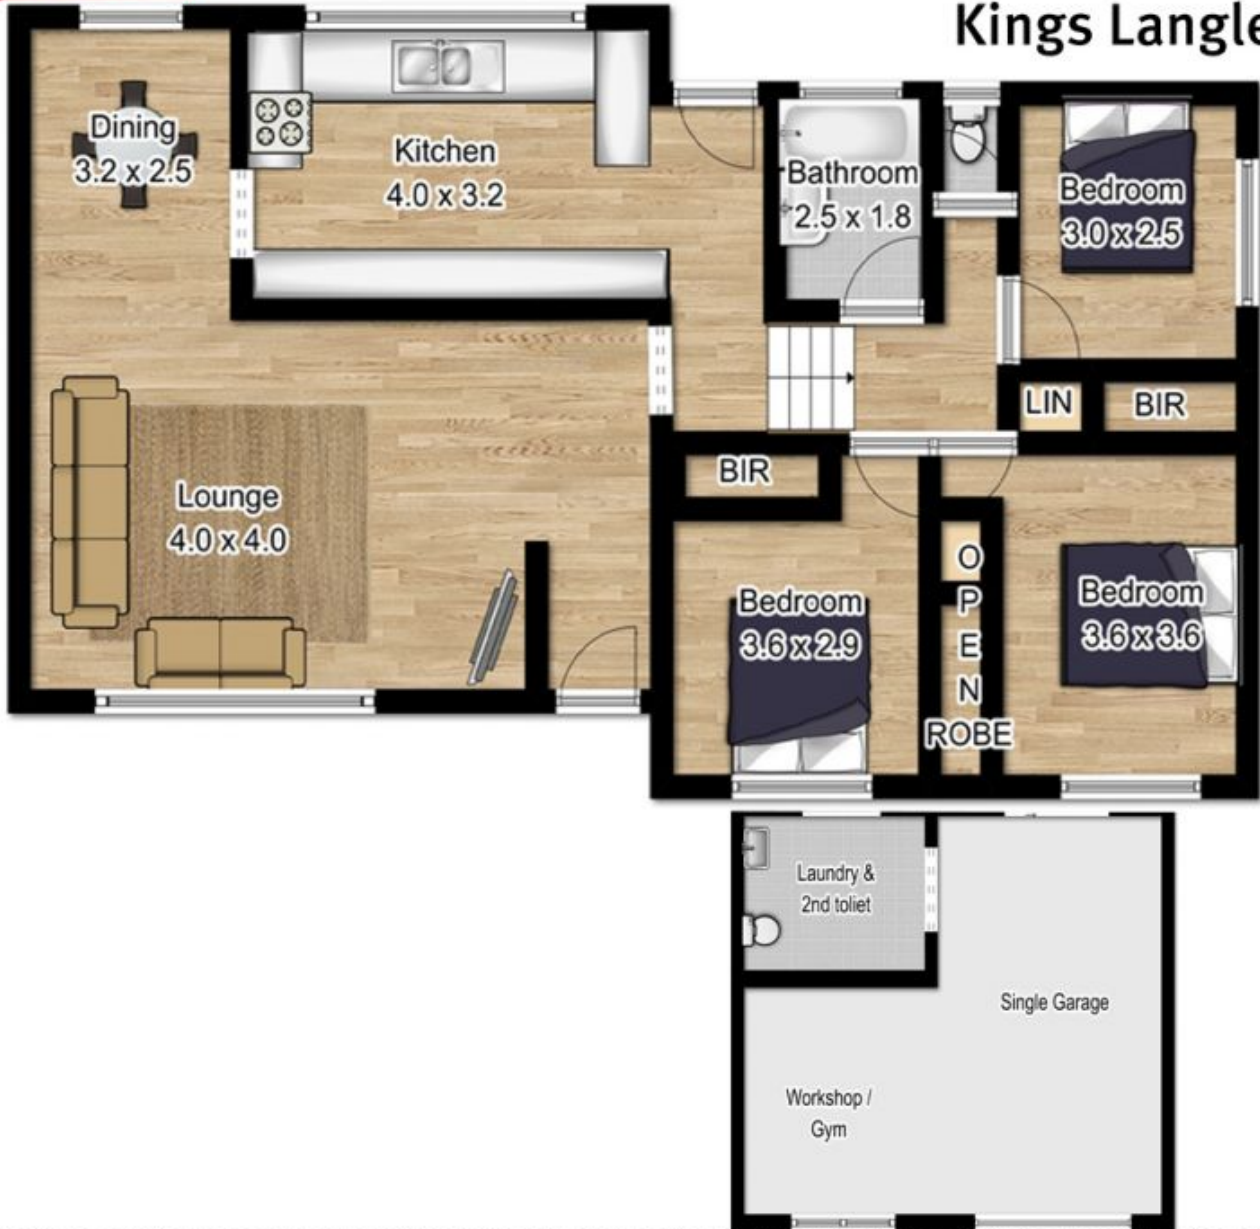 Kings Langle
Dining
3.2 x 2.5
Kitchen
4.0 x 3.2
Bathroom
2.5 x 1.8
Bedroom
3.0 x 2.5
LIN
BIR
BIR
Lounge
4.0 x 4.0
Bedroom
3.6 x 2.9
OPEN
ROBE
Bedroom
3.6 x 3.6
Laundry &
2nd toliet
Single Garage
Workshop /
Gym